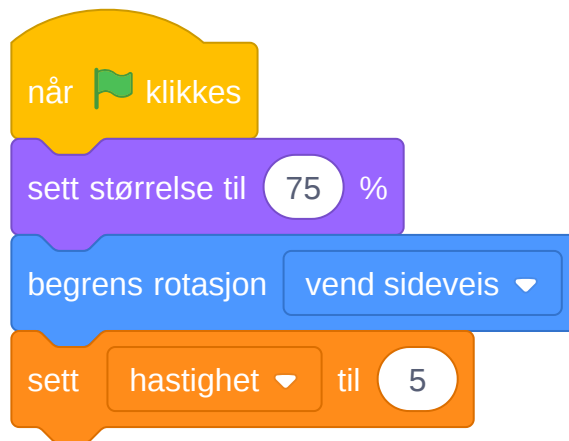 når klikkes
sett størrelse til 75 %
begrens rotasjon vend sideveis
sett hastighet til 5